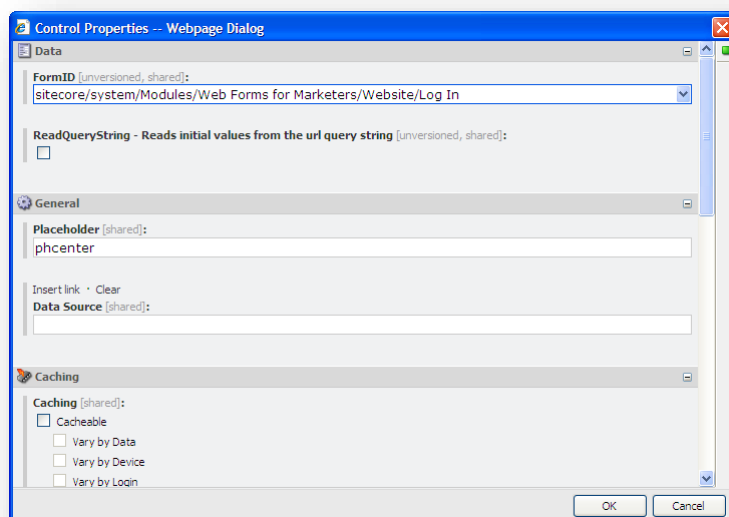 Control Properties -- Webpage Dialog
Data
FormID [unversioned, shared]:
sitecore/system/Modules/Web Forms for Marketers/Website/Log In
ReadQueryString - Reads initial values from the url query string [unversioned, shared]:
General
Placeholder [shared]:
phcenter
Insert link · Clear
Data Source [shared]:
Caching
Caching [shared]:
Cacheable
Vary by Data
Vary by Device
Vary by Login
OK Cancel